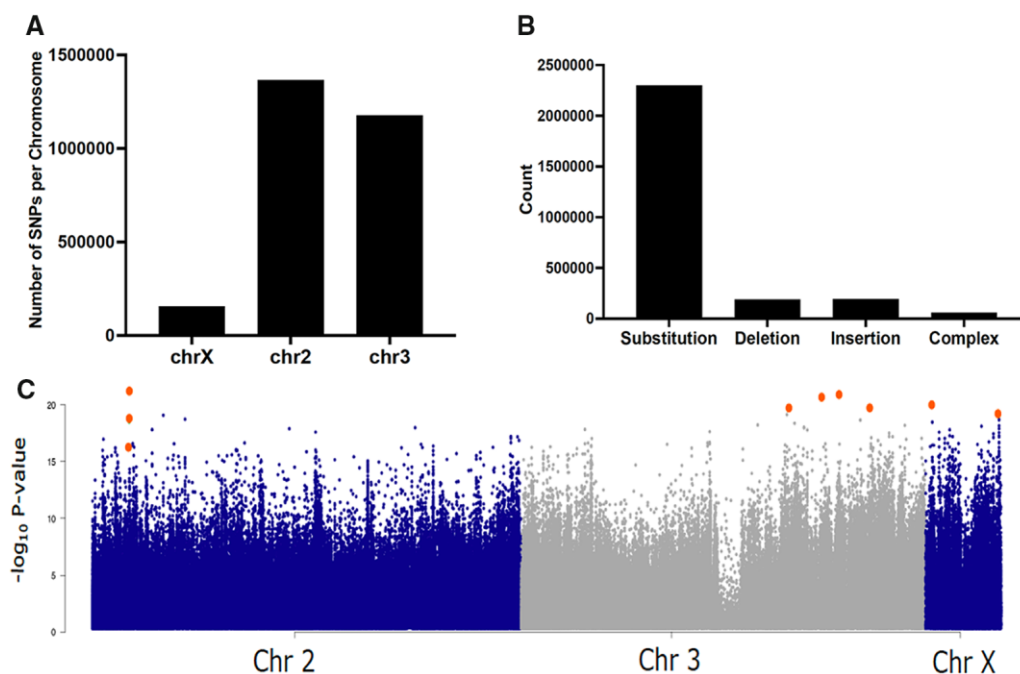 A
Number of SNPs per Chromosome
1500000
1000000
500000
0
chrX chr2 chr3
B
Count
2500000
2000000
1500000
1000000
500000
0
Substitution Deletion Insertion Complex
C
-log10 P-value
20
15
10
5
0
Chr 2 Chr 3 Chr X